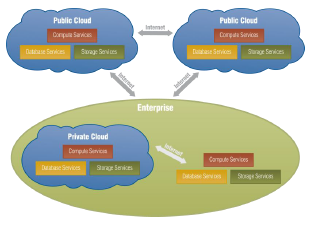 Public Cloud
Compute Services
Database Services
Storage Services
Internet
Public Cloud
Compute Services
Database Services
Storage Services
Internet
Internet
Enterprise
Private Cloud
Compute Services
Database Services
Storage Services
Internet
Compute Services
Database Services
Storage Services